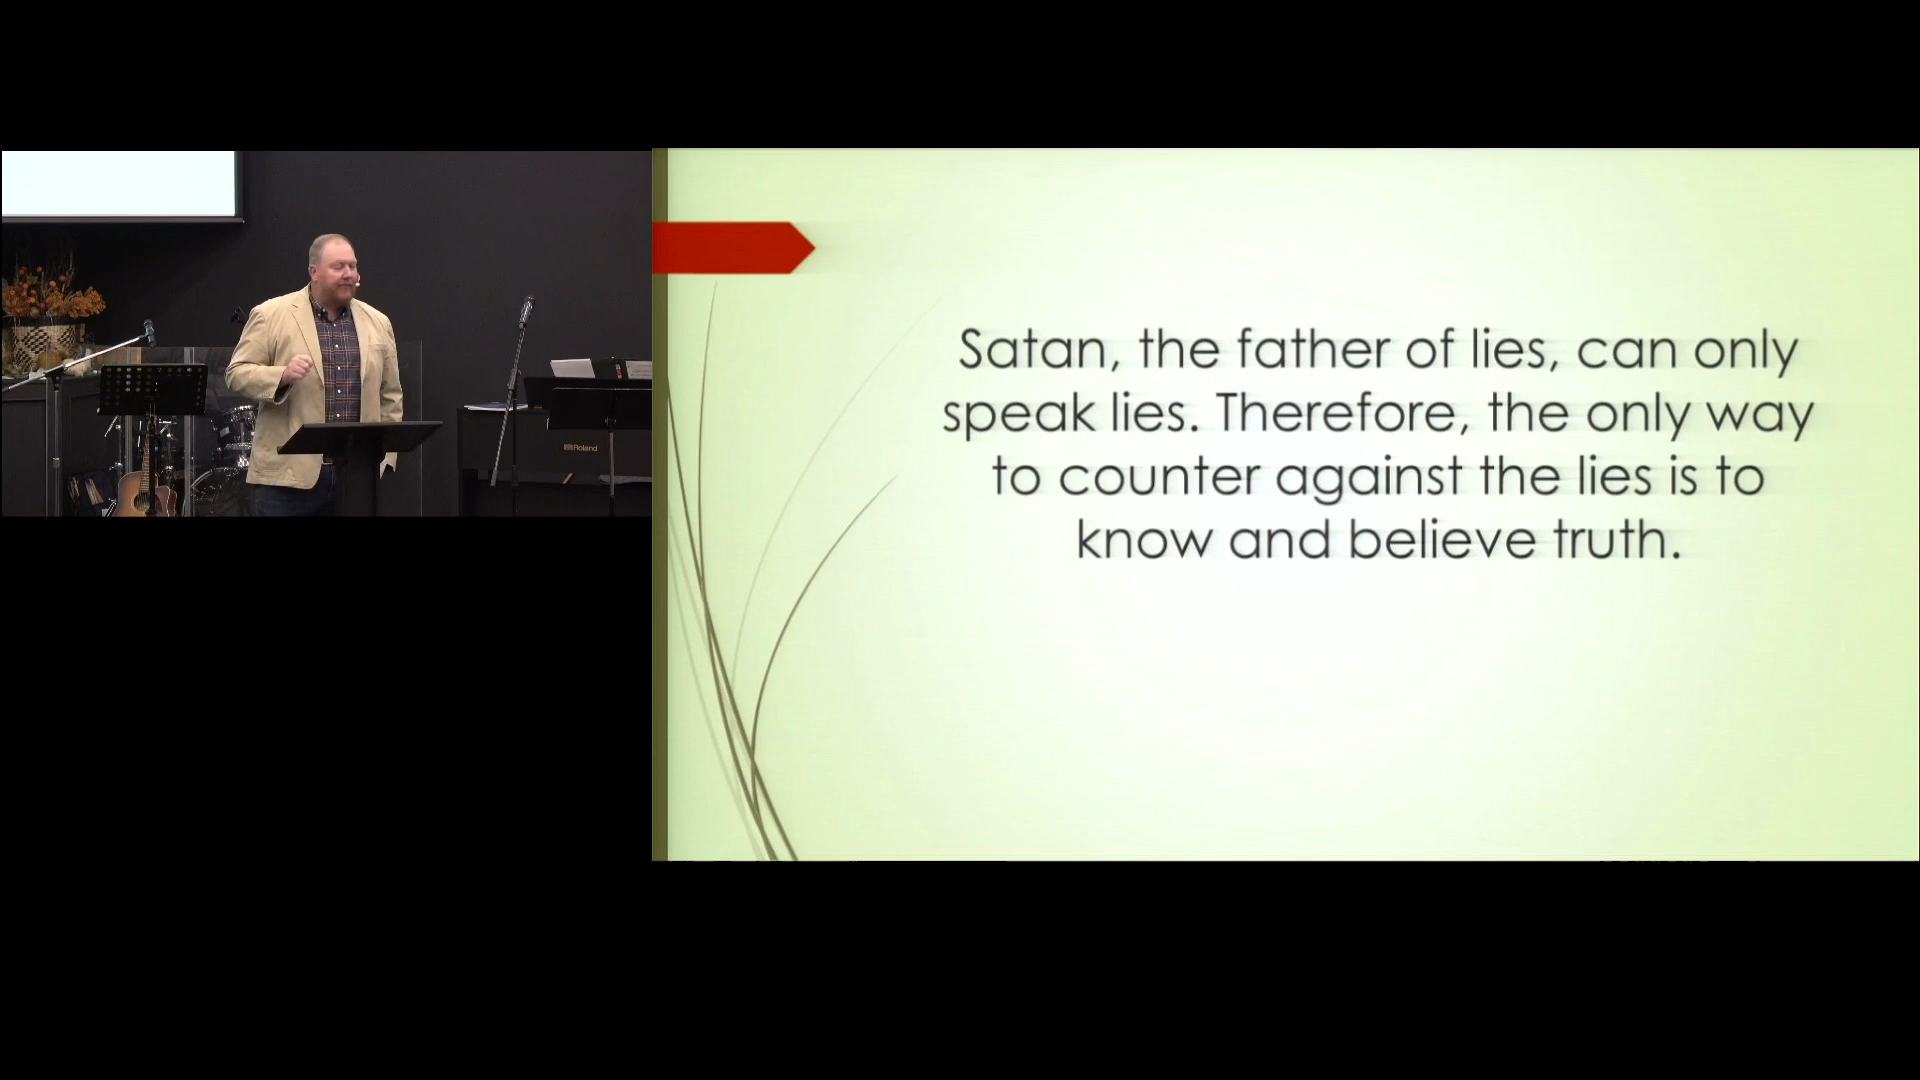 Satan, the father of lies, can only
speak lies. Therefore, the only way
to counter against the lies is to
know and believe truth.
Roland